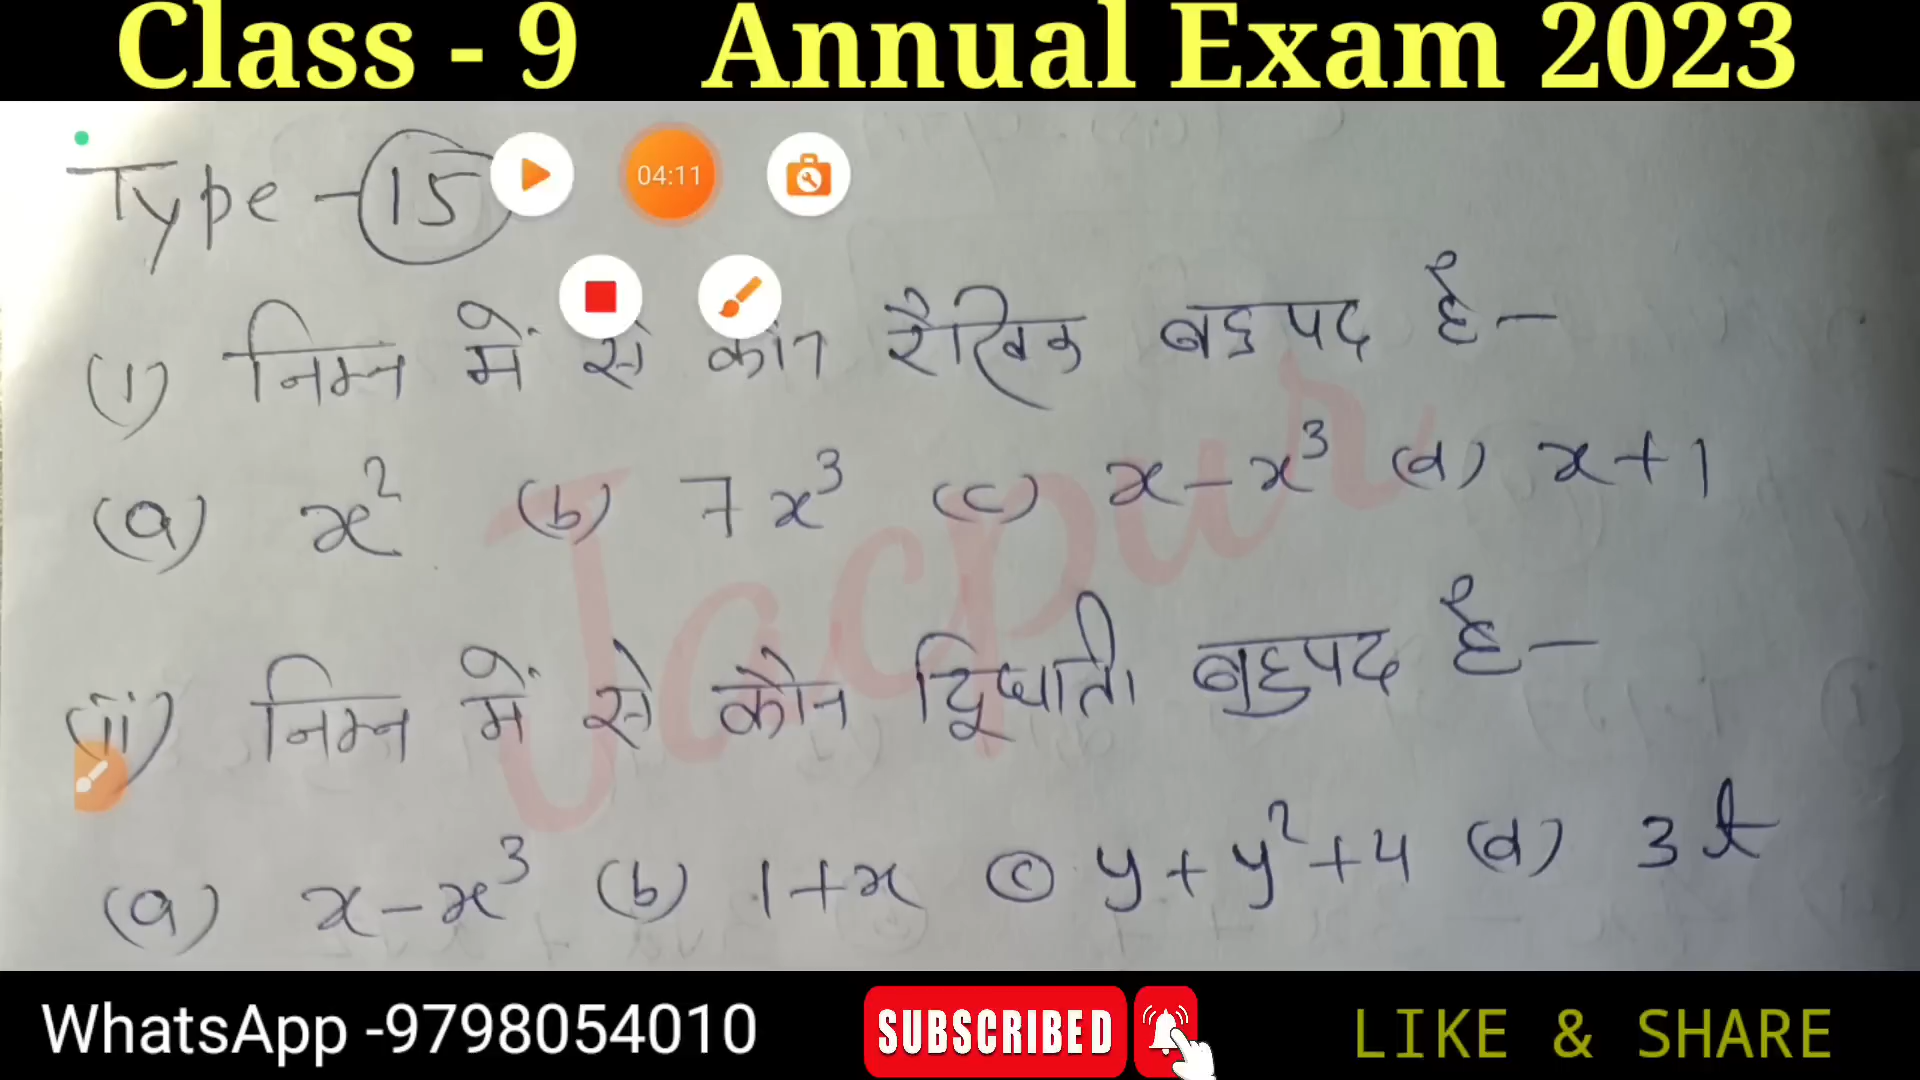 Class - 9 Annual Exam 2023
Type - 15
04:11
(i) निम्न में से कौन रैखिक बहुपद है-
(a) x² (b) 7x³ (c) x-x³ (d) x+1
(ii) निम्न में से कौन द्विघाती बहुपद है-
(a) x-x³ (b) 1+x (c) y+y²+4 (d) 3t
Jacpur
WhatsApp -9798054010 SUBSCRIBED LIKE & SHARE